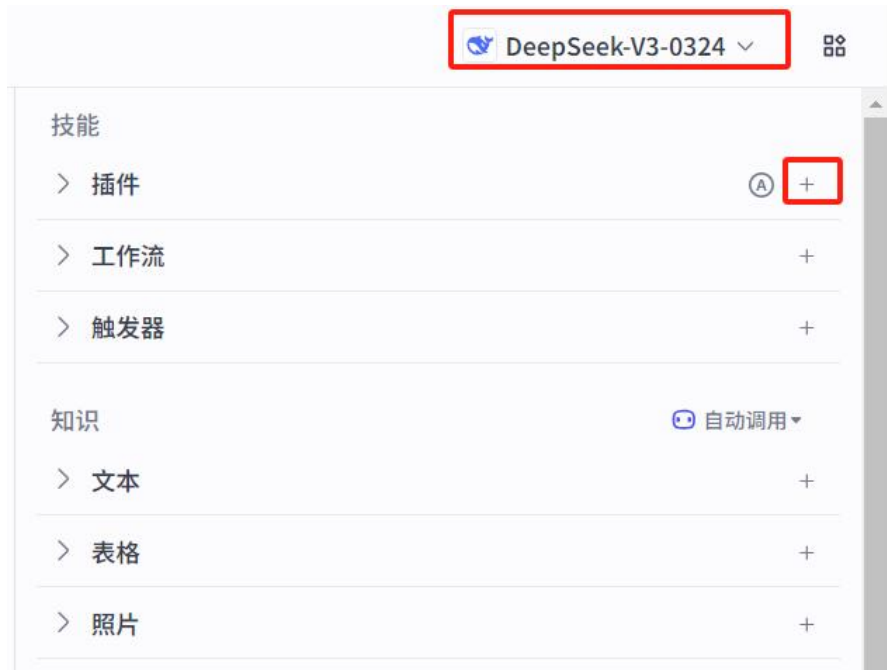 DeepSeek-V3-0324
技能
插件
工作流
触发器
知识 自动调用
文本
表格
照片